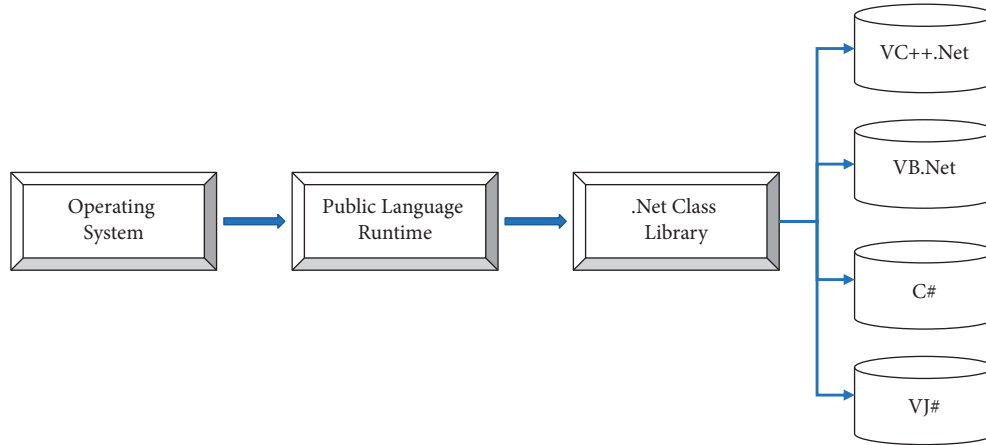 Operating
System
Public Language
Runtime
.Net Class
Library
VC++.Net
VB.Net
C#
VJ#